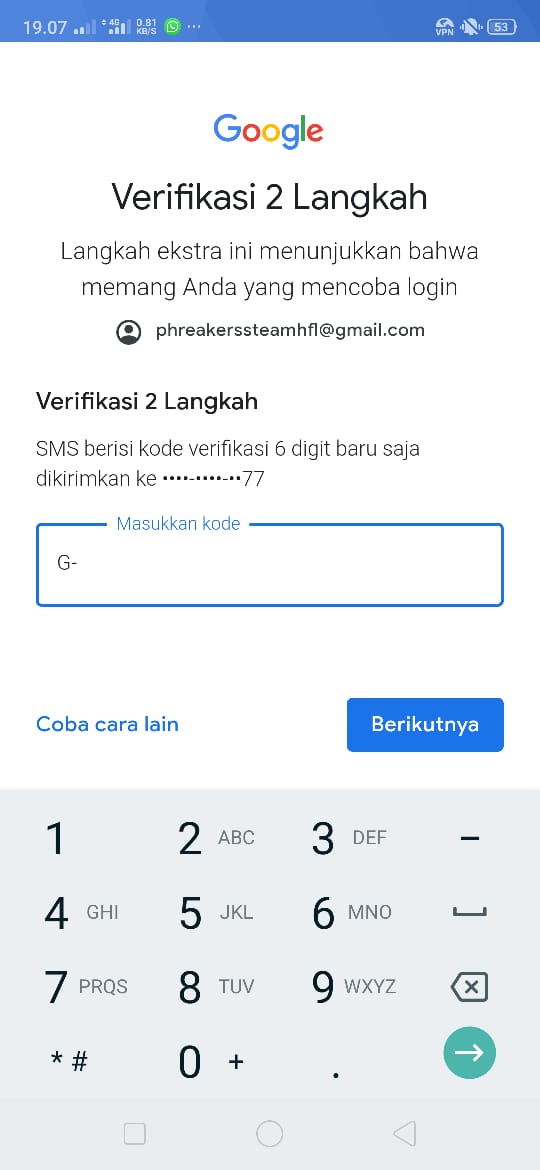 19.07 4G 0.81 KB/S ... VPN 53
Google
Verifikasi 2 Langkah
Langkah ekstra ini menunjukkan bahwa
memang Anda yang mencoba login
phreakerssteamhfl@gmail.com
Verifikasi 2 Langkah
SMS berisi kode verifikasi 6 digit baru saja
dikirimkan ke ••••-••••-••77
Masukkan kode
G-
Coba cara lain Berikutnya
1 2 ABC 3 DEF –
4 GHI 5 JKL 6 MNO
7 PRQS 8 TUV 9 WXYZ
* # 0 + .